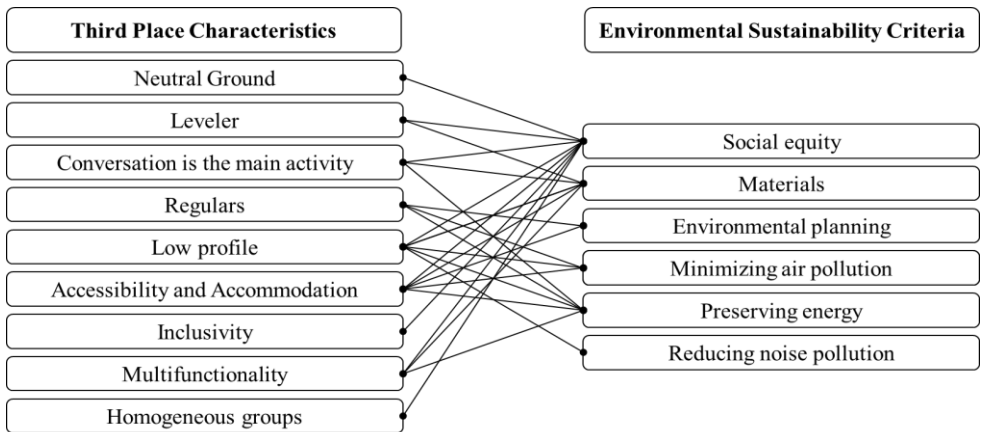 Third Place Characteristics
Neutral Ground
Leveler
Conversation is the main activity
Regulars
Low profile
Accessibility and Accommodation
Inclusivity
Multifunctionality
Homogeneous groups
Environmental Sustainability Criteria
Social equity
Materials
Environmental planning
Minimizing air pollution
Preserving energy
Reducing noise pollution